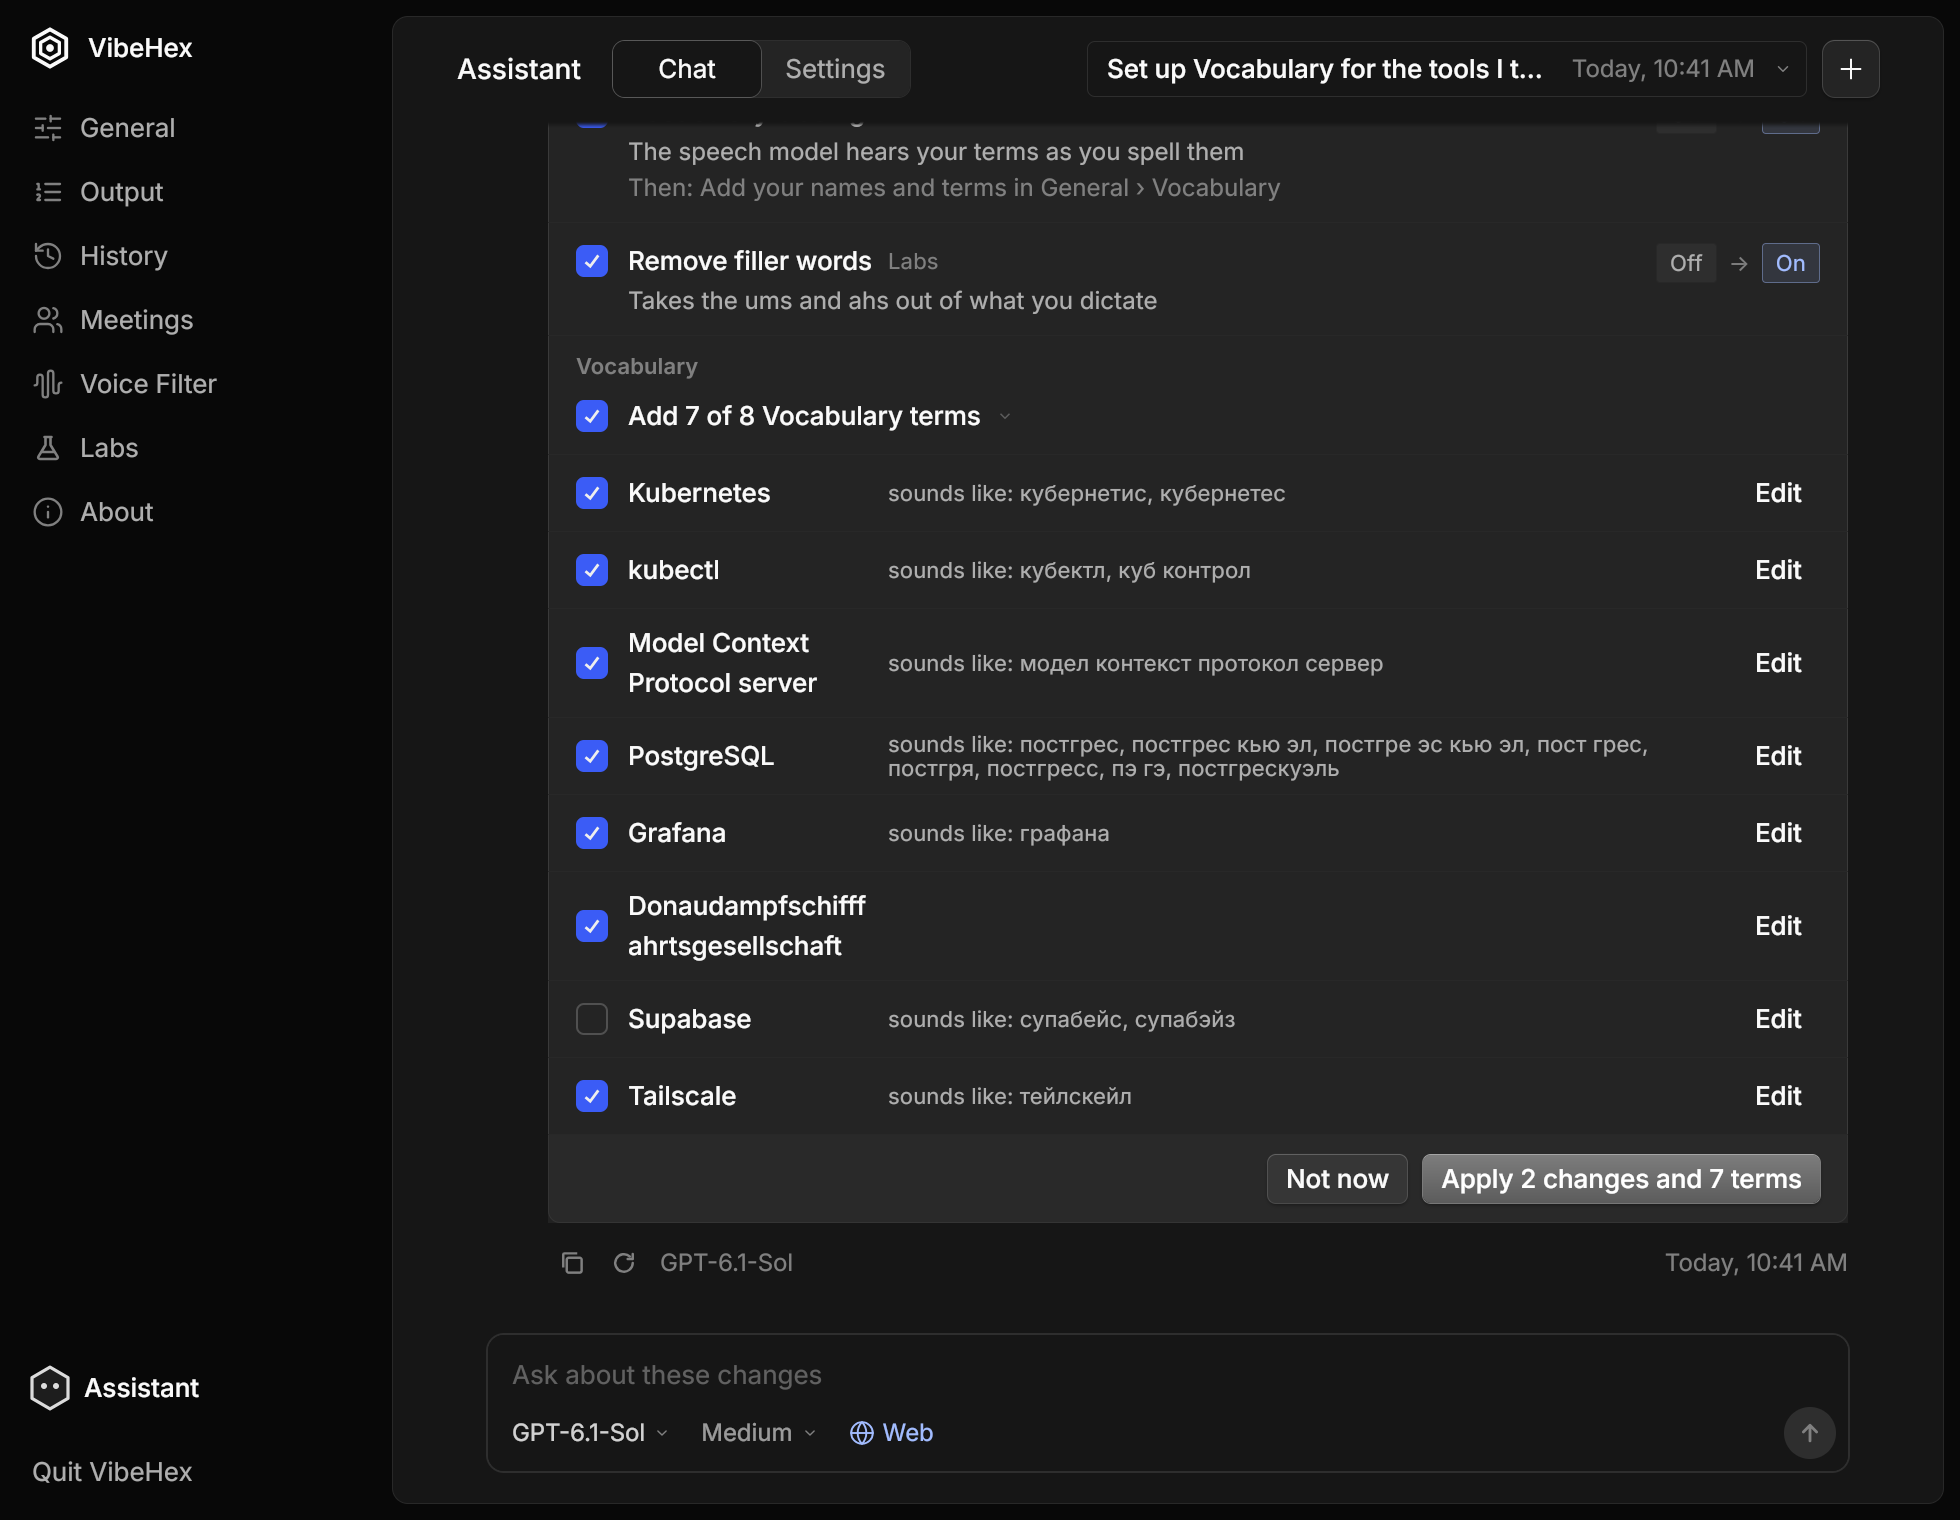 VibeHex
General
Output
History
Meetings
Voice Filter
Labs
About
Assistant
Quit VibeHex
Assistant
Chat
Settings
Set up Vocabulary for the tools I t...
Today, 10:41 AM
The speech model hears your terms as you spell them
Then: Add your names and terms in General › Vocabulary
Remove filler words Labs
Off → On
Takes the ums and ahs out of what you dictate
Vocabulary
Add 7 of 8 Vocabulary terms
Kubernetes
sounds like: кубернетис, кубернетес
Edit
kubectl
sounds like: кубектл, куб контрол
Edit
Model Context
Protocol server
sounds like: модел контекст протокол сервер
Edit
PostgreSQL
sounds like: постгрес, постгрес кью эл, постгре эс кью эл, пост грес,
постгря, постгресс, пэ гэ, постгрескуэль
Edit
Grafana
sounds like: графана
Edit
Donaudampfschifff
ahrtsgesellschaft
Edit
Supabase
sounds like: супабейс, супабэйз
Edit
Tailscale
sounds like: тейлскейл
Edit
Not now
Apply 2 changes and 7 terms
GPT-6.1-Sol
Today, 10:41 AM
Ask about these changes
GPT-6.1-Sol
Medium
Web